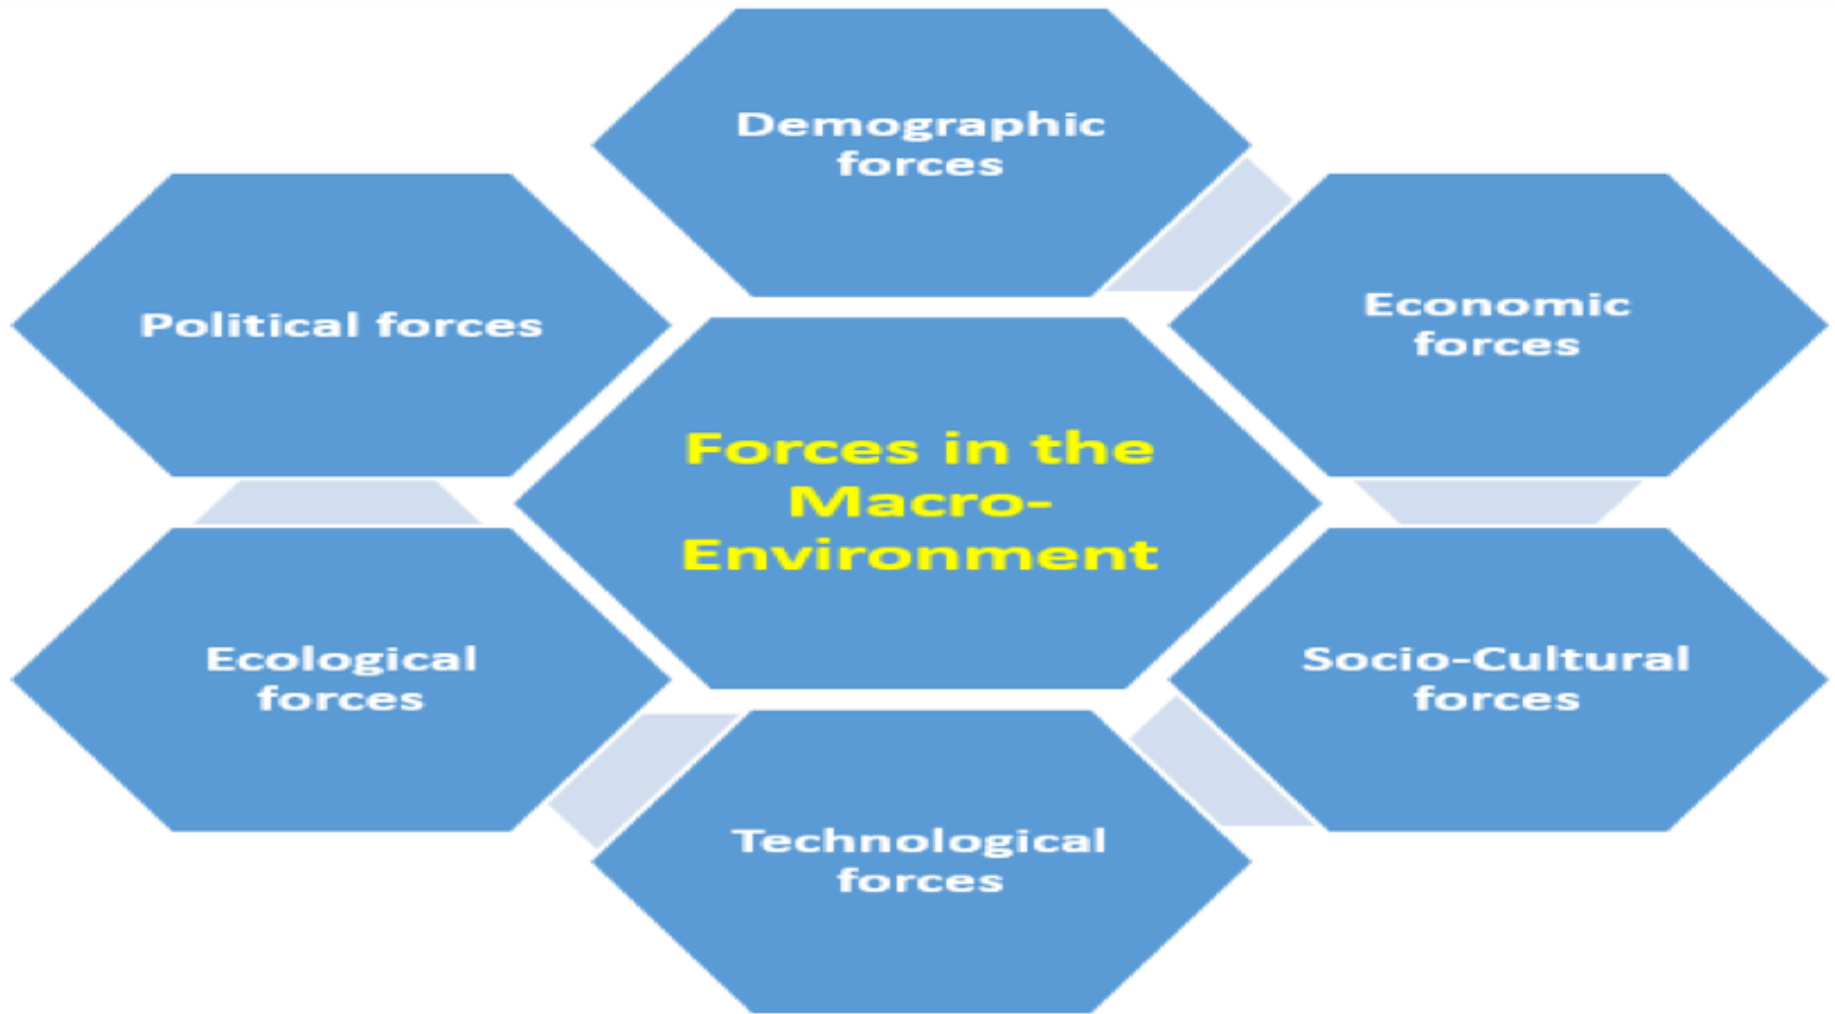 Demographic
forces
Political forces
Economic
forces
Forces in the
Macro-
Environment
Ecological
forces
Socio-Cultural
forces
Technological
forces